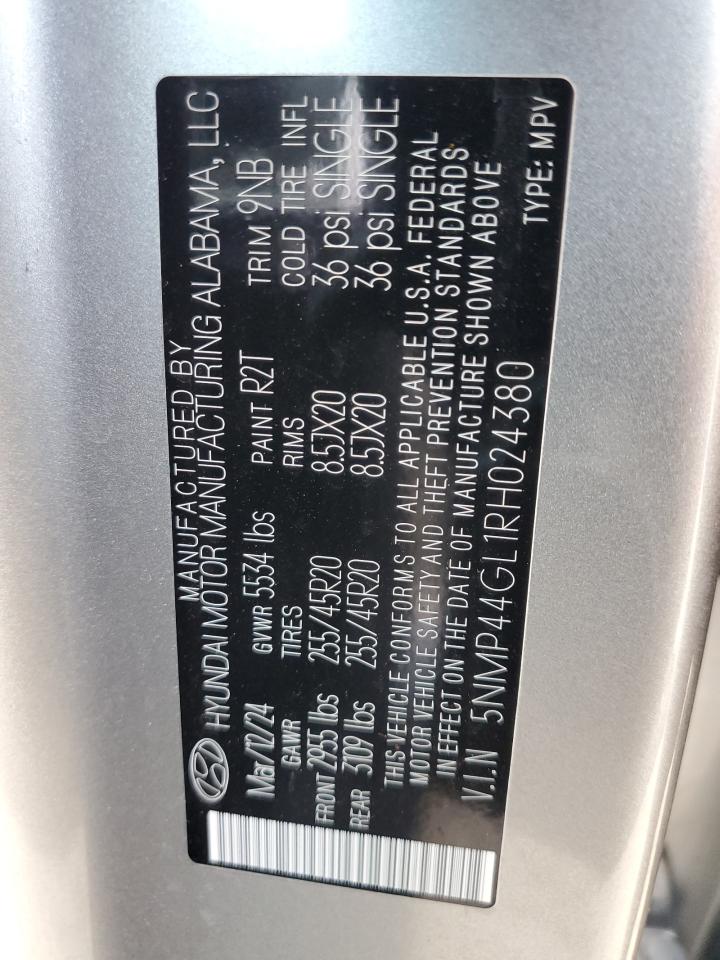 MANUFACTURED BY
HYUNDAI MOTOR MANUFACTURING ALABAMA, LLC
Mar/12/24 GVWR 5534 lbs PAINT R2T TRIM 9NB
GAWR TIRES RIMS COLD TIRE INFL
FRONT 2955 lbs 255/45R20 8.5JX20 36 psi SINGLE
REAR 3109 lbs 255/45R20 8.5JX20 36 psi SINGLE
THIS VEHICLE CONFORMS TO ALL APPLICABLE U.S.A. FEDERAL
MOTOR VEHICLE SAFETY AND THEFT PREVENTION STANDARDS
IN EFFECT ON THE DATE OF MANUFACTURE SHOWN ABOVE
V.I.N 5NMP44GL1RH024380 TYPE: MPV